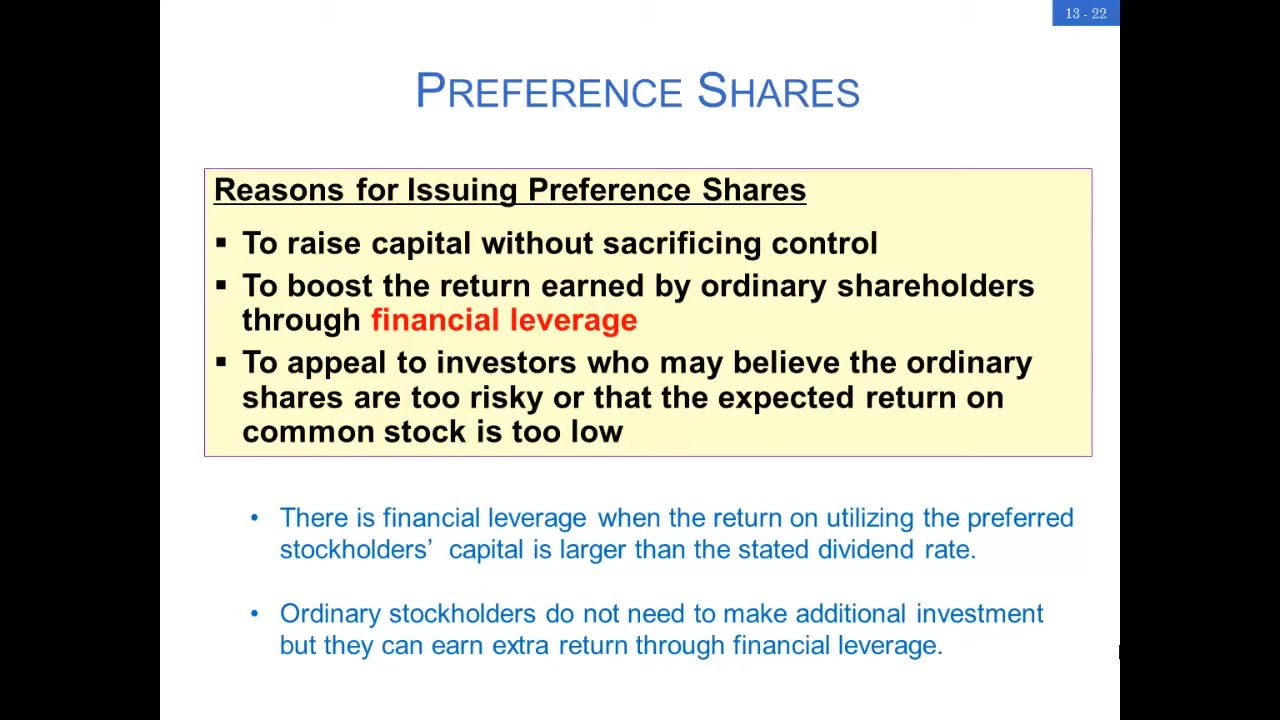 13 - 22
PREFERENCE SHARES
Reasons for Issuing Preference Shares
▪ To raise capital without sacrificing control
▪ To boost the return earned by ordinary shareholders
through financial leverage
▪ To appeal to investors who may believe the ordinary
shares are too risky or that the expected return on
common stock is too low
• There is financial leverage when the return on utilizing the preferred
stockholders’ capital is larger than the stated dividend rate.
• Ordinary stockholders do not need to make additional investment
but they can earn extra return through financial leverage.